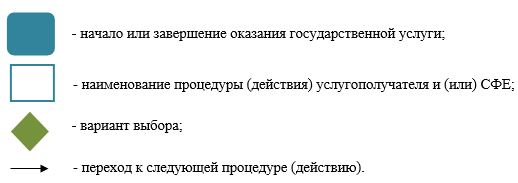 - начало или завершение оказания государственной услуги;
- наименование процедуры (действия) услугополучателя и (или) СФЕ;
- вариант выбора;
- переход к следующей процедуре (действию).